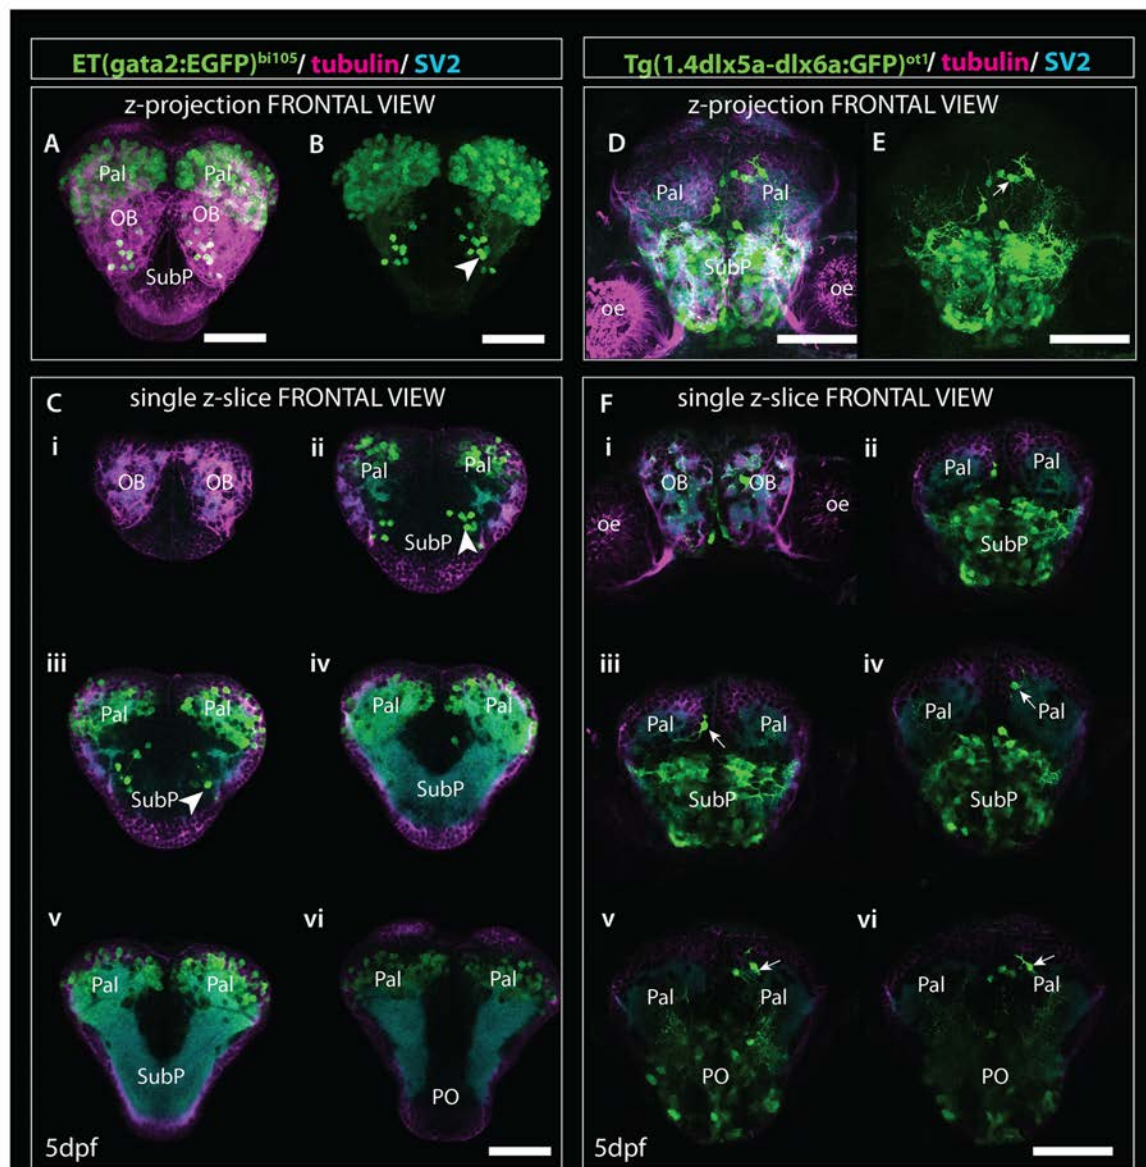 ET(gata2:EGFP)bi105/ tubulin/ SV2
z-projection FRONTAL VIEW
A
B
Pal
Pal
OB
OB
SubP
C
single z-slice FRONTAL VIEW
i
ii
OB
OB
Pal
Pal
SubP
iii
iv
Pal
Pal
Pal
Pal
SubP
SubP
v
vi
Pal
Pal
Pal
Pal
SubP
PO
5dpf
Tg(1.4dlx5a-dlx6a:GFP)ot1/ tubulin/ SV2
z-projection FRONTAL VIEW
D
E
Pal
Pal
SubP
oe
oe
F
single z-slice FRONTAL VIEW
i
ii
OB
OB
oe
oe
Pal
Pal
SubP
iii
iv
Pal
Pal
Pal
Pal
SubP
SubP
v
vi
Pal
Pal
Pal
Pal
PO
PO
5dpf